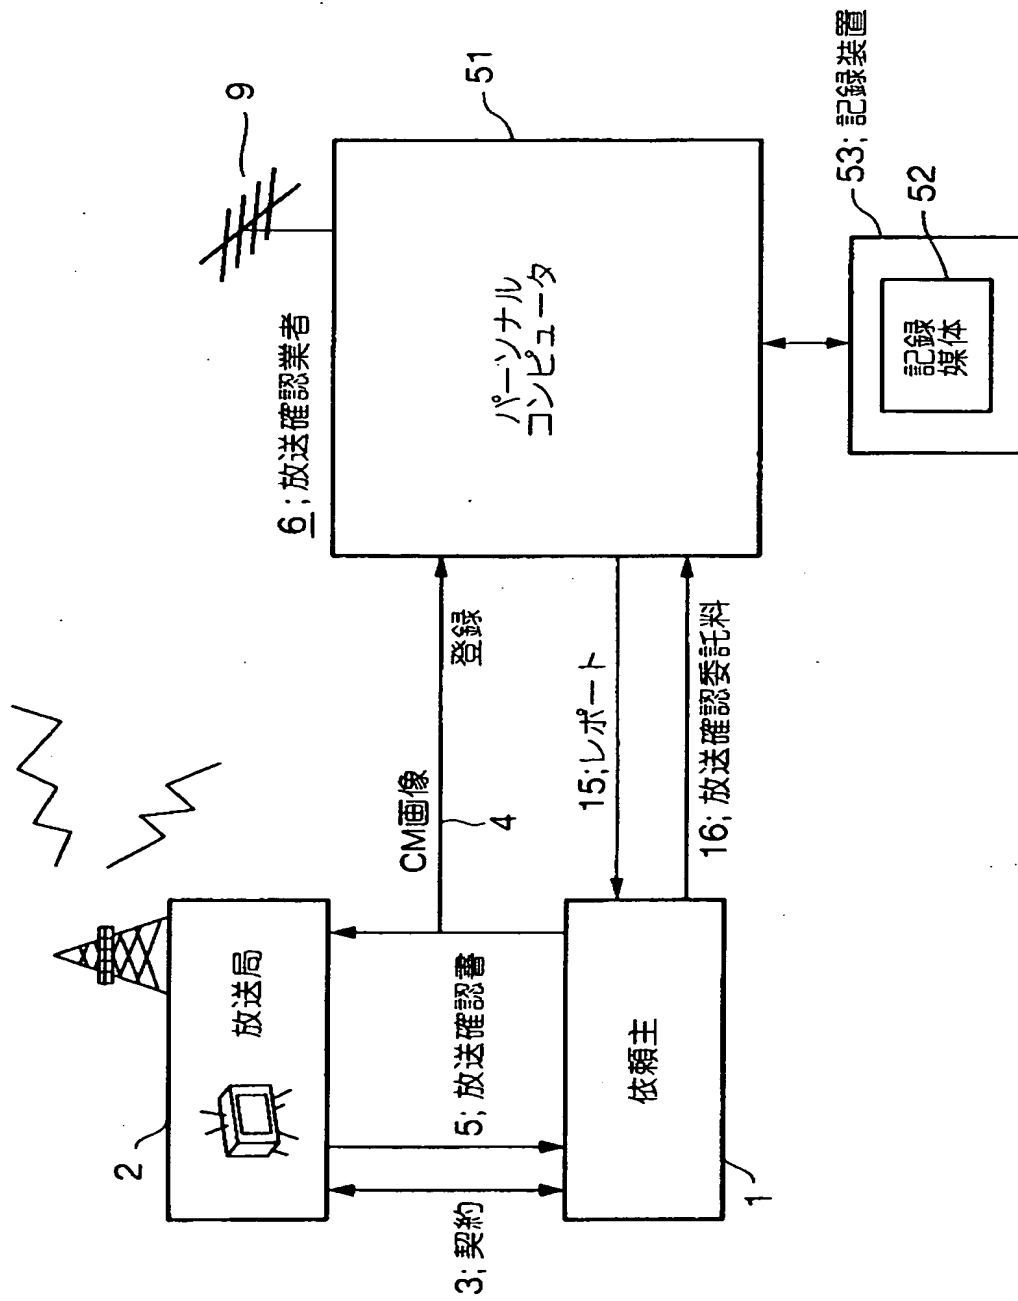 2
放送局
3; 契約
5; 放送確認書
依頼主
1
CM画像
4
登録
15;レポート
16; 放送確認委託料
6; 放送確認業者
9
51
パーソナル
コンピュータ
53; 記録装置
52
記録
媒体